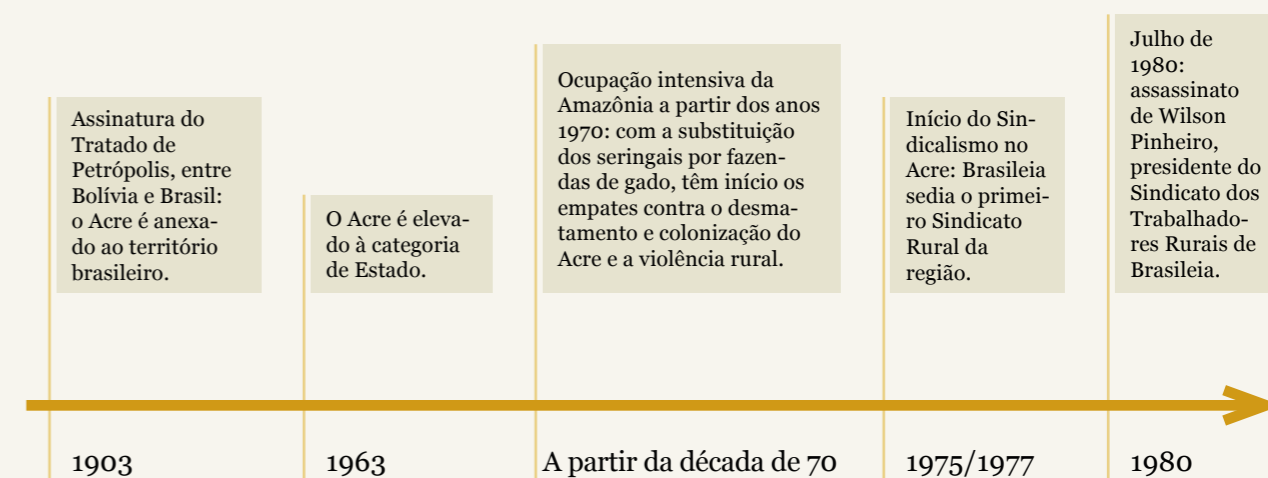 Assinatura do
Tratado de
Petrópolis, entre
Bolívia e Brasil:
o Acre é anexa-
do ao território
brasileiro.
1903
O Acre é eleva-
do à categoria
de Estado.
1963
Ocupação intensiva da
Amazônia a partir dos anos
1970: com a substituição
dos seringais por fazen-
das de gado, têm início os
empates contra o desma-
tamento e colonização do
Acre e a violência rural.
A partir da década de 70
Início do Sin-
dicalismo no
Acre: Brasileia
sedia o primei-
ro Sindicato
Rural da
região.
1975/1977
Julho de
1980:
assassinato
de Wilson
Pinheiro,
presidente do
Sindicato dos
Trabalhado-
res Rurais de
Brasileia.
1980